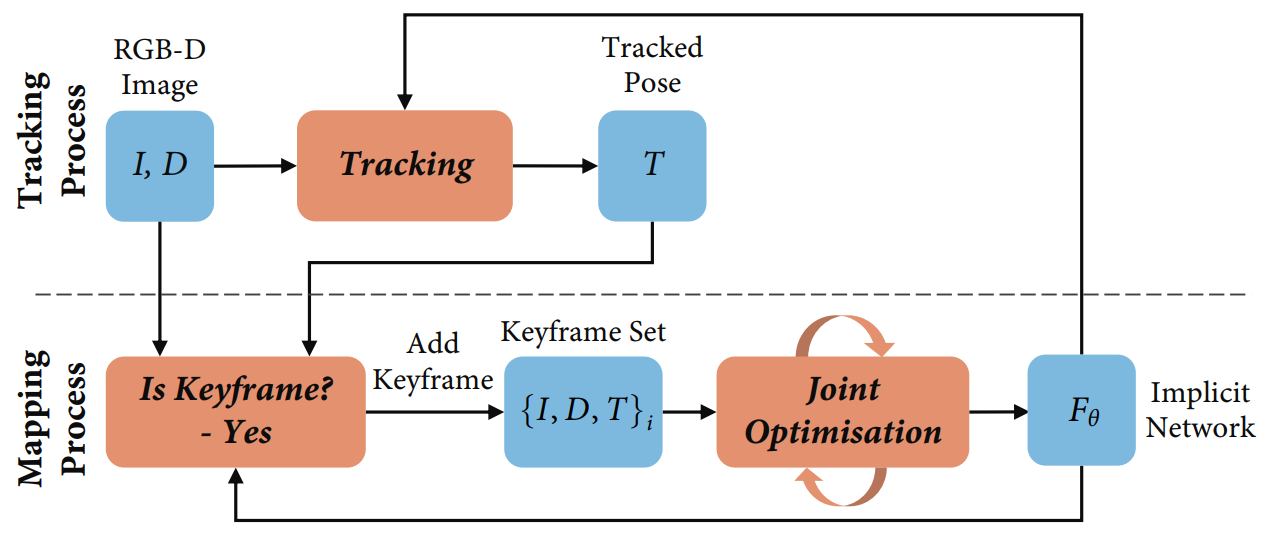 Tracking
Process
RGB-D
Image
I, D
Tracking
Tracked
Pose
T
Mapping
Process
Is Keyframe?
- Yes
Add
Keyframe
Keyframe Set
{I, D, T}ᵢ
Joint
Optimisation
F_θ
Implicit
Network